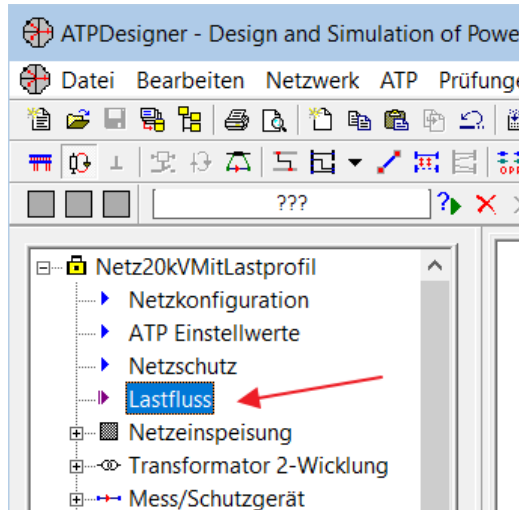 ATPDesigner - Design and Simulation of Powe
Datei Bearbeiten Netzwerk ATP Prüfunge
???
Netz20kVMitLastprofil
Netzkonfiguration
ATP Einstellwerte
Netzschutz
Lastfluss
Netzeinspeisung
Transformator 2-Wicklung
Mess/Schutzgerät